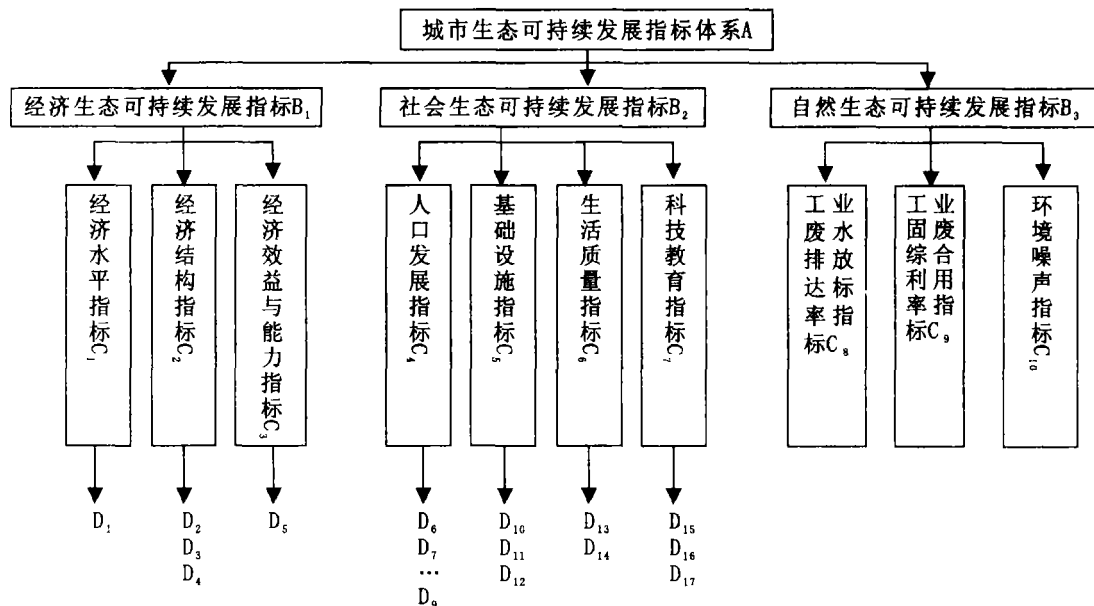 城市生态可持续发展指标体系A
经济生态可持续发展指标B₁
社会生态可持续发展指标B₂
自然生态可持续发展指标B₃
经济水平指标C₁
经济结构指标C₂
经济效益与能力指标C₃
人口发展指标C₄
基础设施指标C₅
生活质量指标C₆
科技教育指标C₇
工业废水排放达标率指标C₈
工业固废综合利用率指标C₉
环境噪声指标C₁₀
D₁
D₂
D₃
D₄
D₅
D₆
D₇
…
D₉
D₁₀
D₁₁
D₁₂
D₁₃
D₁₄
D₁₅
D₁₆
D₁₇